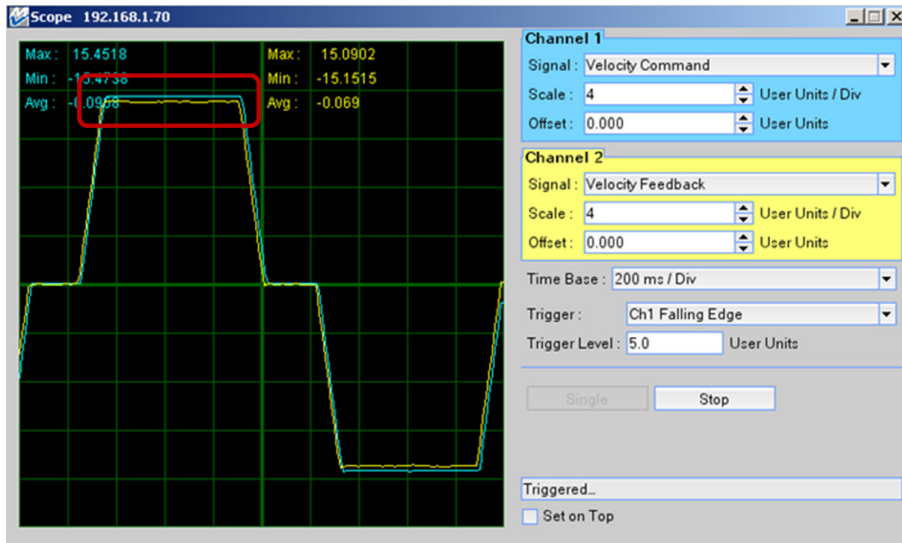 Scope 192.168.1.70
Max : 15.4518
Min : -15.4738
Avg : -0.0958
Max : 15.0902
Min : -15.1515
Avg : -0.069
Channel 1
Signal : Velocity Command
Scale : 4 User Units / Div
Offset : 0.000 User Units
Channel 2
Signal : Velocity Feedback
Scale : 4 User Units / Div
Offset : 0.000 User Units
Time Base : 200 ms / Div
Trigger : Ch1 Falling Edge
Trigger Level : 5.0 User Units
Single Stop
Triggered...
Set on Top